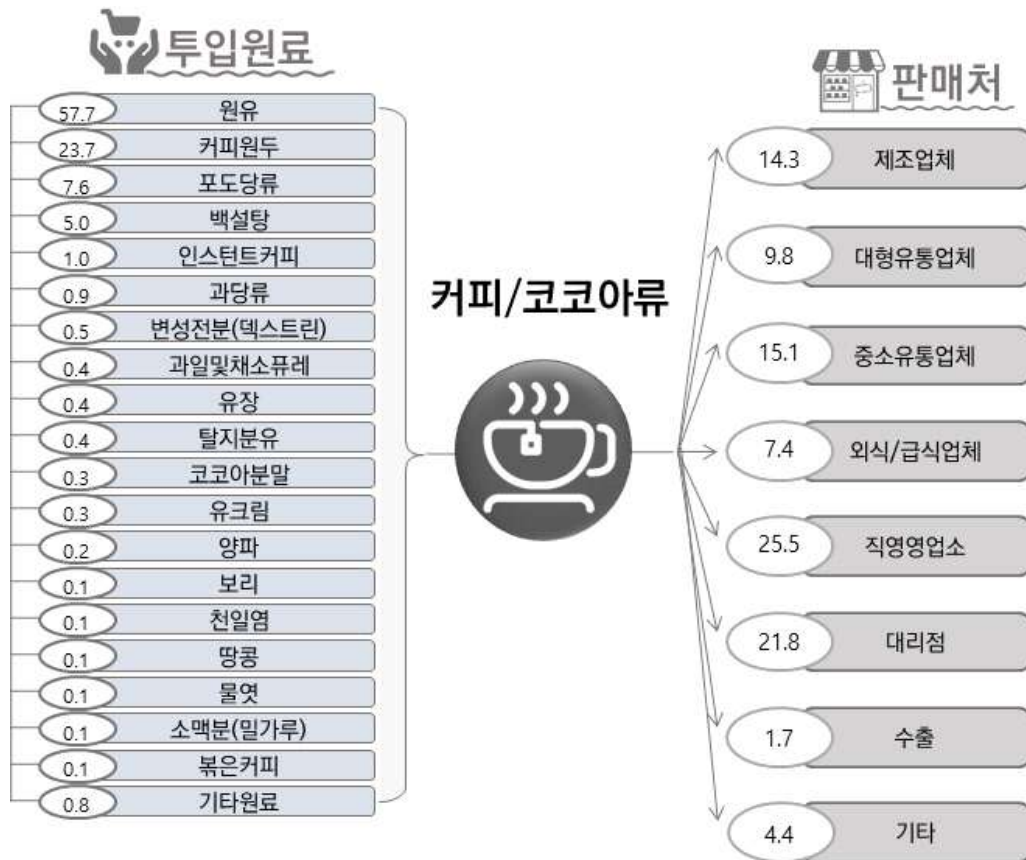 투입원료
57.7 원유
23.7 커피원두
7.6 포도당류
5.0 백설탕
1.0 인스턴트커피
0.9 과당류
0.5 변성전분(덱스트린)
0.4 과일및채소퓨레
0.4 유장
0.4 탈지분유
0.3 코코아분말
0.3 유크림
0.2 양파
0.1 보리
0.1 천일염
0.1 땅콩
0.1 물엿
0.1 소맥분(밀가루)
0.1 볶은커피
0.8 기타원료
커피/코코아류
판매처
14.3 제조업체
9.8 대형유통업체
15.1 중소유통업체
7.4 외식/급식업체
25.5 직영영업소
21.8 대리점
1.7 수출
4.4 기타